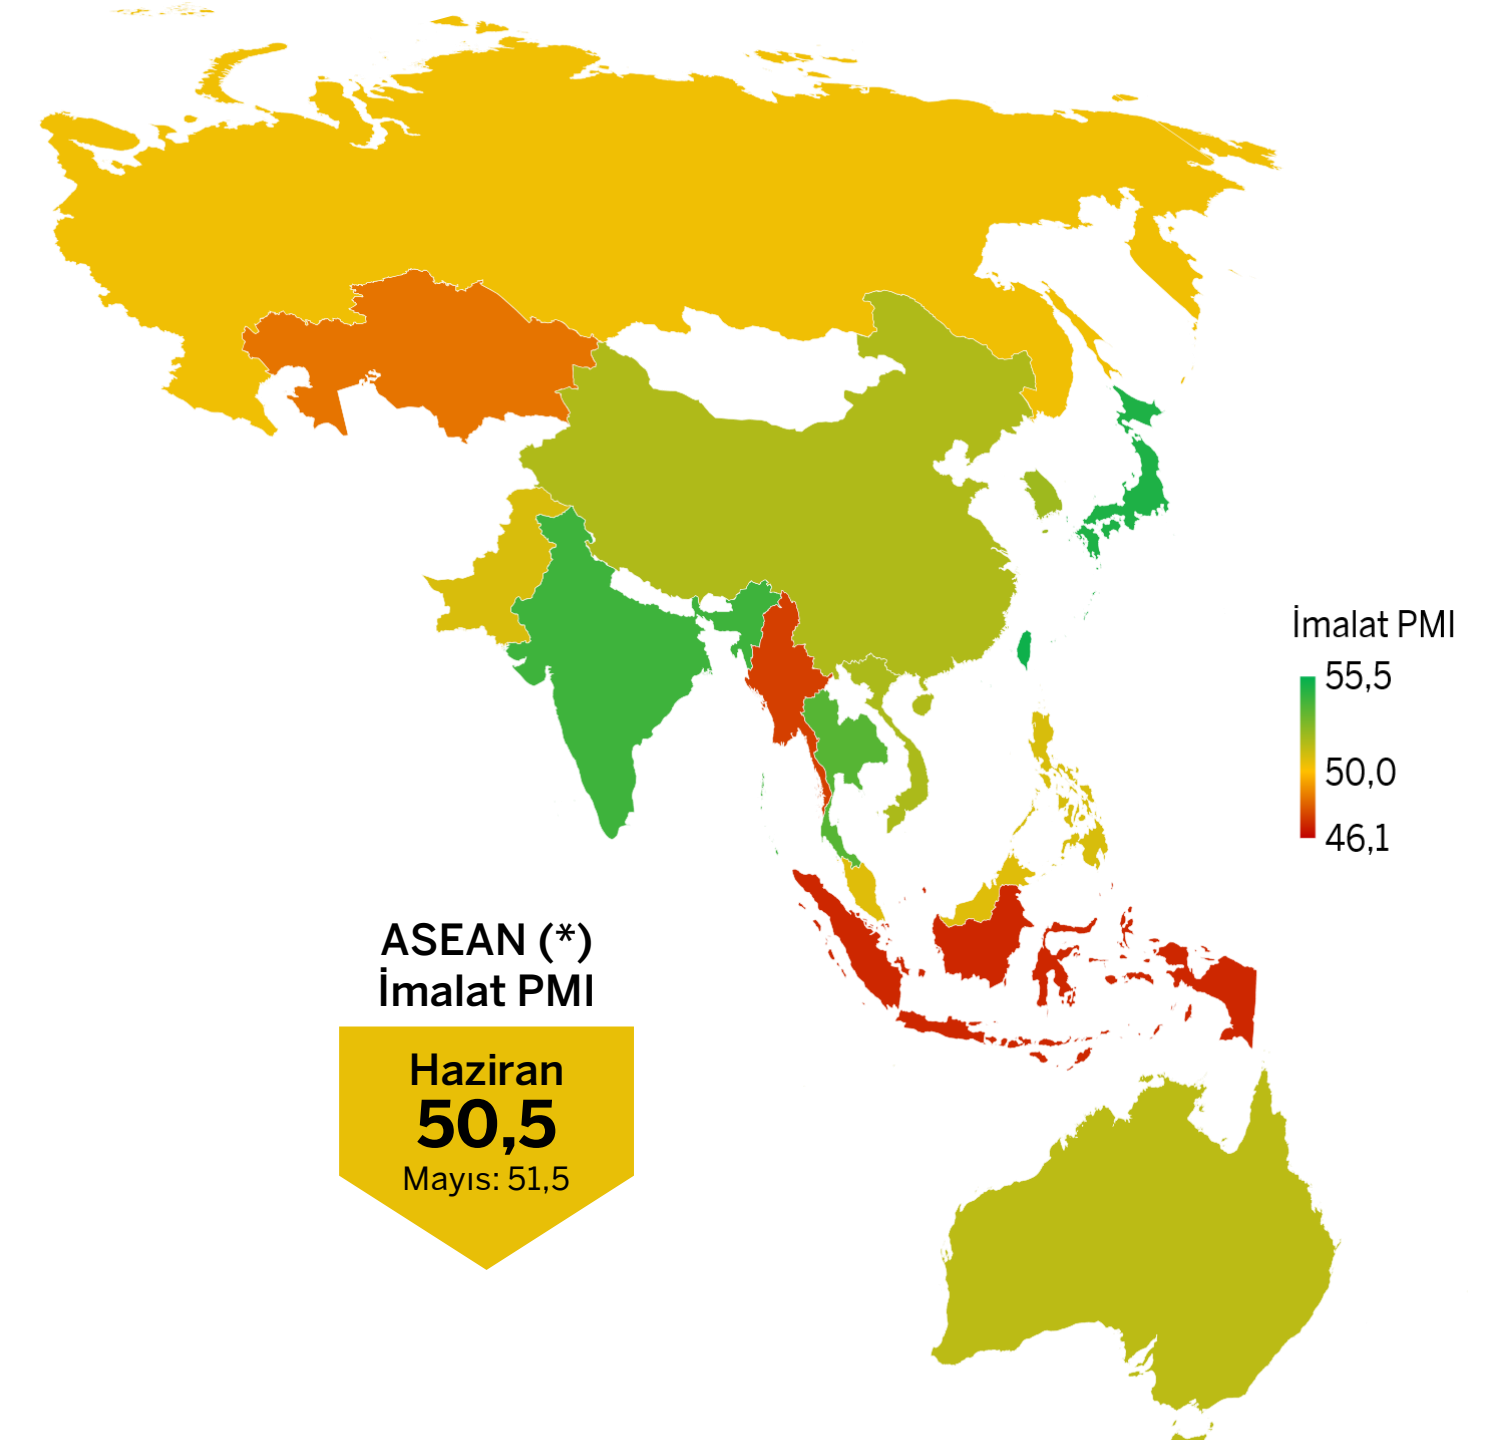 İmalat PMI
55,5
50,0
46,1
ASEAN (*)
İmalat PMI
Haziran
50,5
Mayıs: 51,5